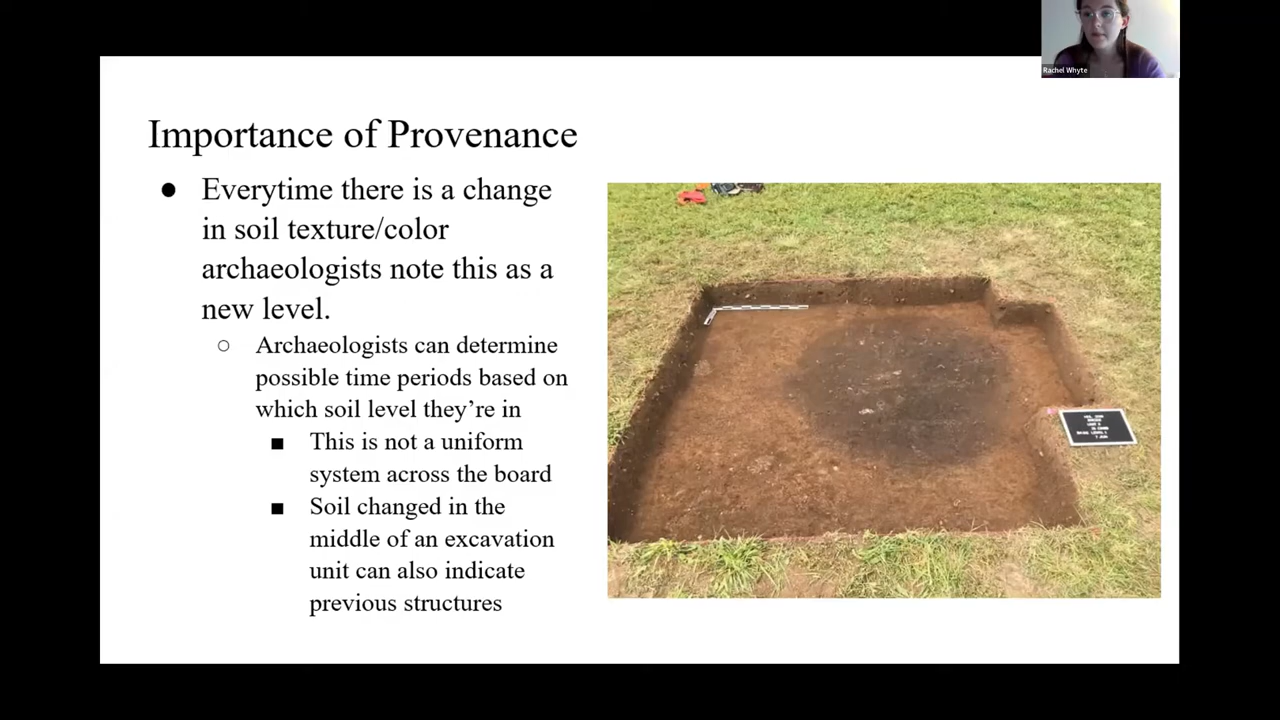 Rachel Whyte
Importance of Provenance
● Everytime there is a change
in soil texture/color
archaeologists note this as a
new level.
○ Archaeologists can determine
possible time periods based on
which soil level they’re in
■ This is not a uniform
system across the board
■ Soil changed in the
middle of an excavation
unit can also indicate
previous structures